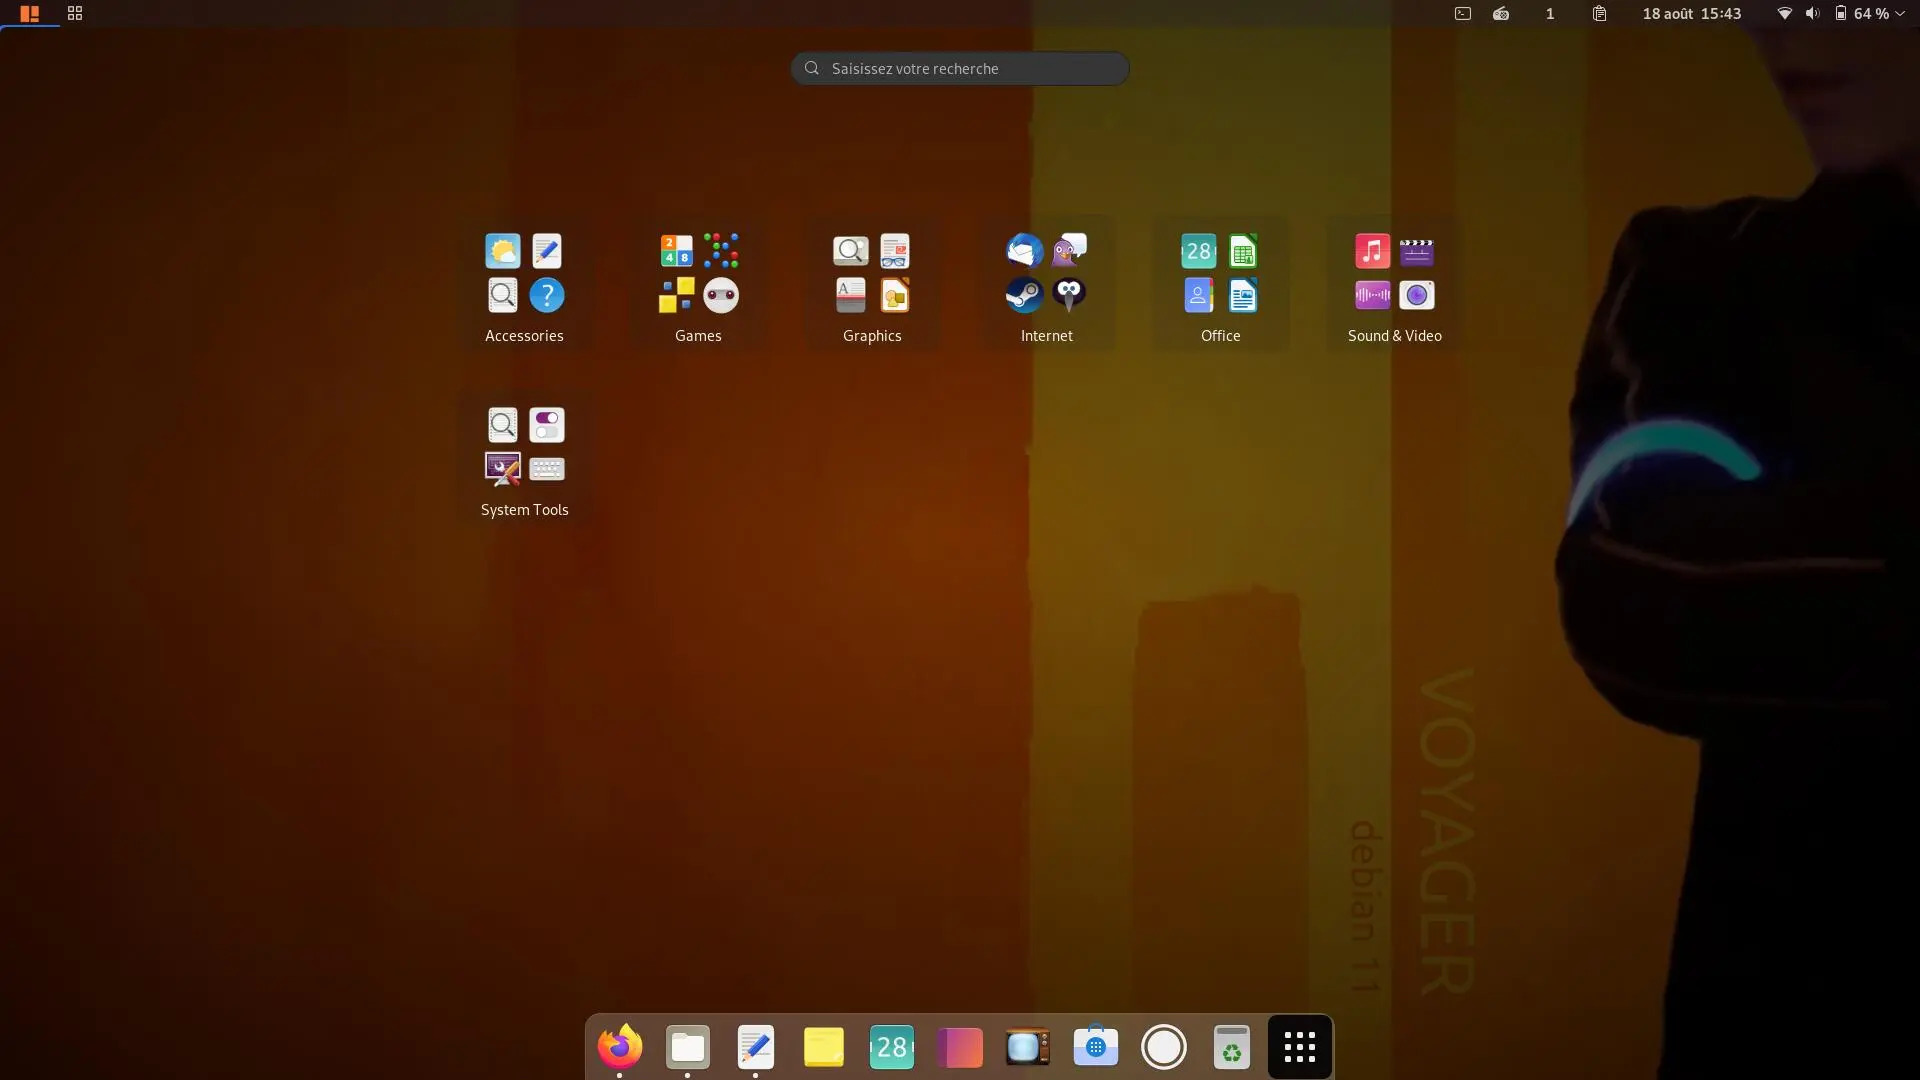 1
18 août 15:43
64 %
Saisissez votre recherche
2
4 8
28
A
?
Accessories
Games
Graphics
Internet
Office
Sound & Video
System Tools
VOYAGER
debian 11
28